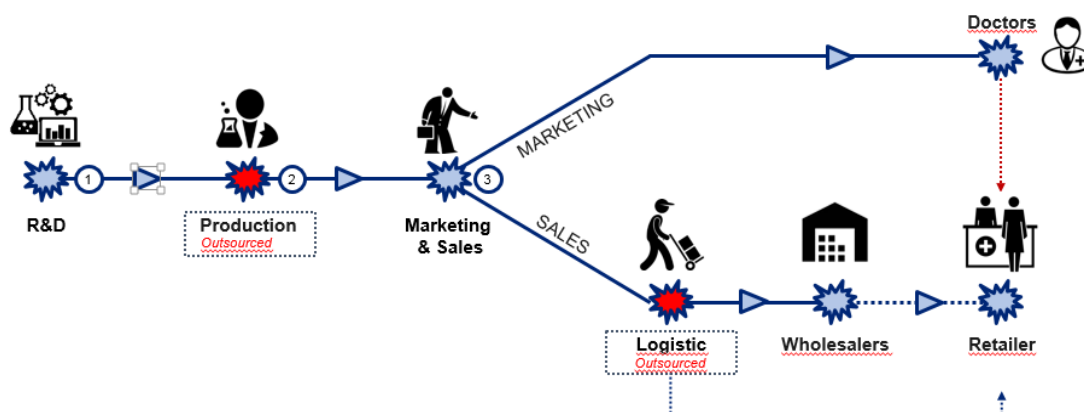 Doctors
MARKETING
1
2
3
R&D
Production
Outsourced
Marketing
& Sales
SALES
Logistic
Outsourced
Wholesalers
Retailer